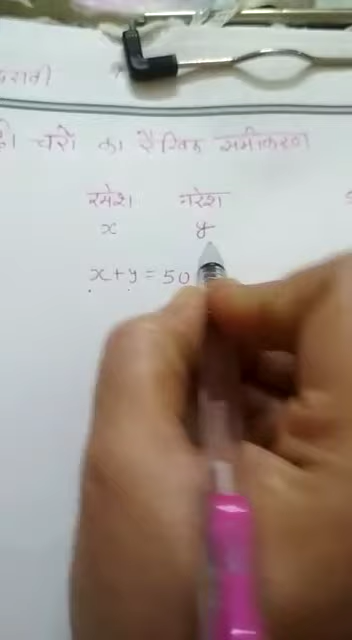 चरों का रैखिक समीकरण
रमेश नरेश
x y
x + y = 50